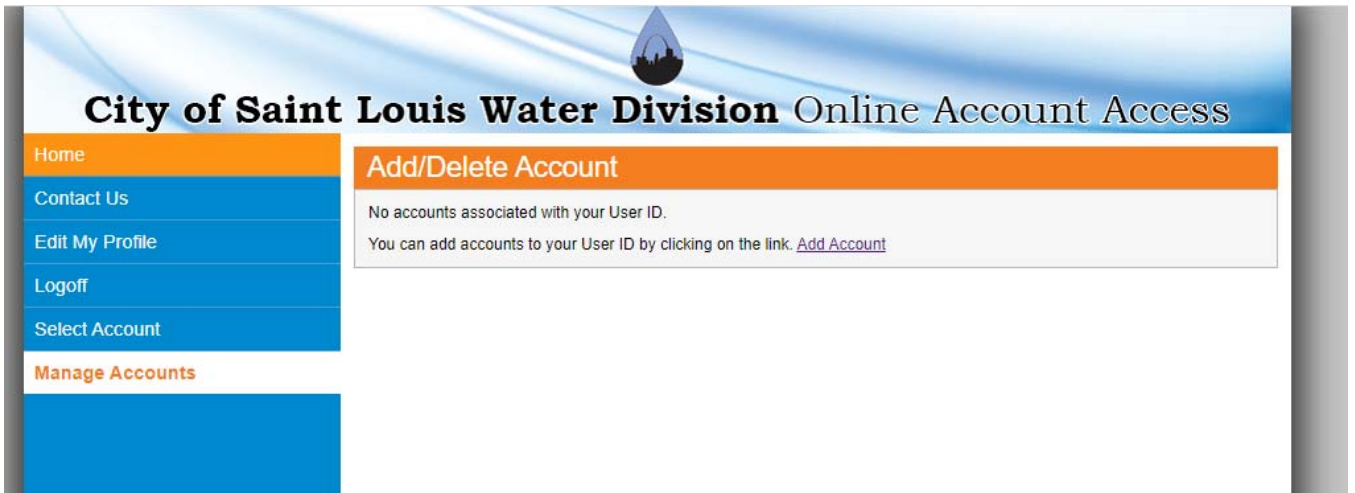 City of Saint Louis Water Division Online Account Access
Home
Contact Us
Edit My Profile
Logoff
Select Account
Manage Accounts
Add/Delete Account
No accounts associated with your User ID.
You can add accounts to your User ID by clicking on the link. Add Account